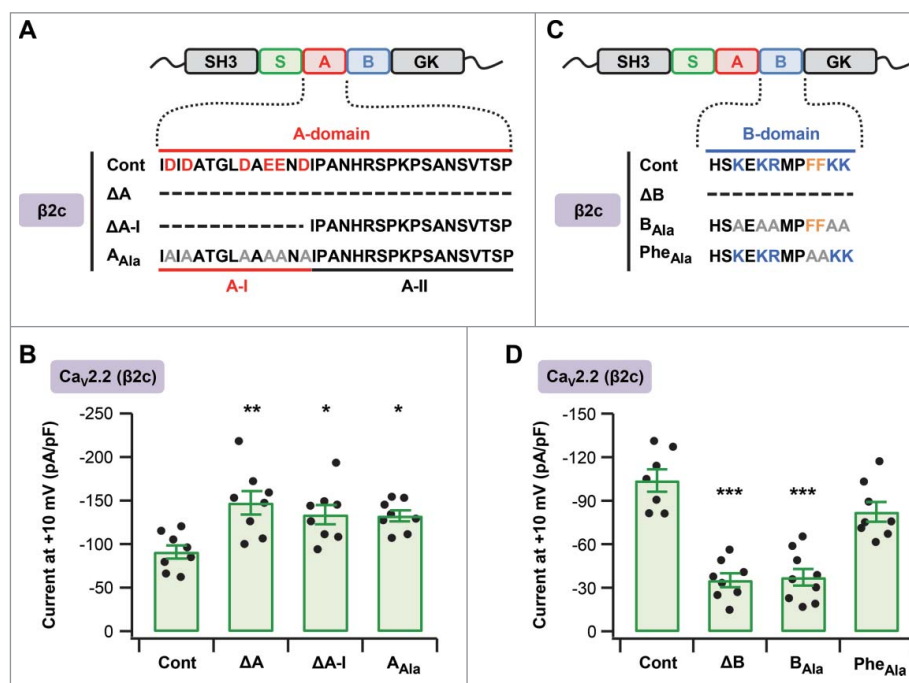 A
SH3 S A B GK
A-domain
Cont IDIDATGLDAEENDIPANHRSPKPSANSVTSP
ΔA
β2c
ΔA-I IPANHRSPKPSANSVTSP
AAla IAIAATGLAAAANAIPANHRSPKPSANSVTSP
A-I A-II
C
SH3 S A B GK
B-domain
Cont HSKEKRMPFFKK
ΔB
β2c
BAla HSAEAAMPFFAA
PheAla HSKEKRMPAAKK
B
CaV2.2 (β2c)
Current at +10 mV (pA/pF)
-250
-200
-150
-100
-50
0
** * *
Cont ΔA ΔA-I AAla
D
CaV2.2 (β2c)
Current at +10 mV (pA/pF)
-150
-120
-90
-60
-30
0
*** ***
Cont ΔB BAla PheAla